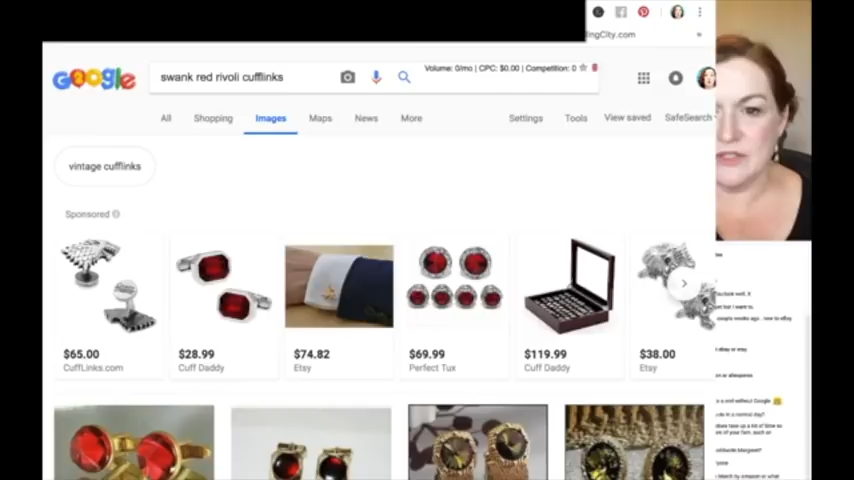 lingCity.com »
Google
swank red rivoli cufflinks
Volume: 0/mo | CPC: $0.00 | Competition: 0
All Shopping Images Maps News More Settings Tools View saved SafeSearch
vintage cufflinks
Sponsored
$65.00 $28.99 $74.82 $69.99 $119.99 $38.00
CuffLinks.com Cuff Daddy Etsy Perfect Tux Cuff Daddy Etsy